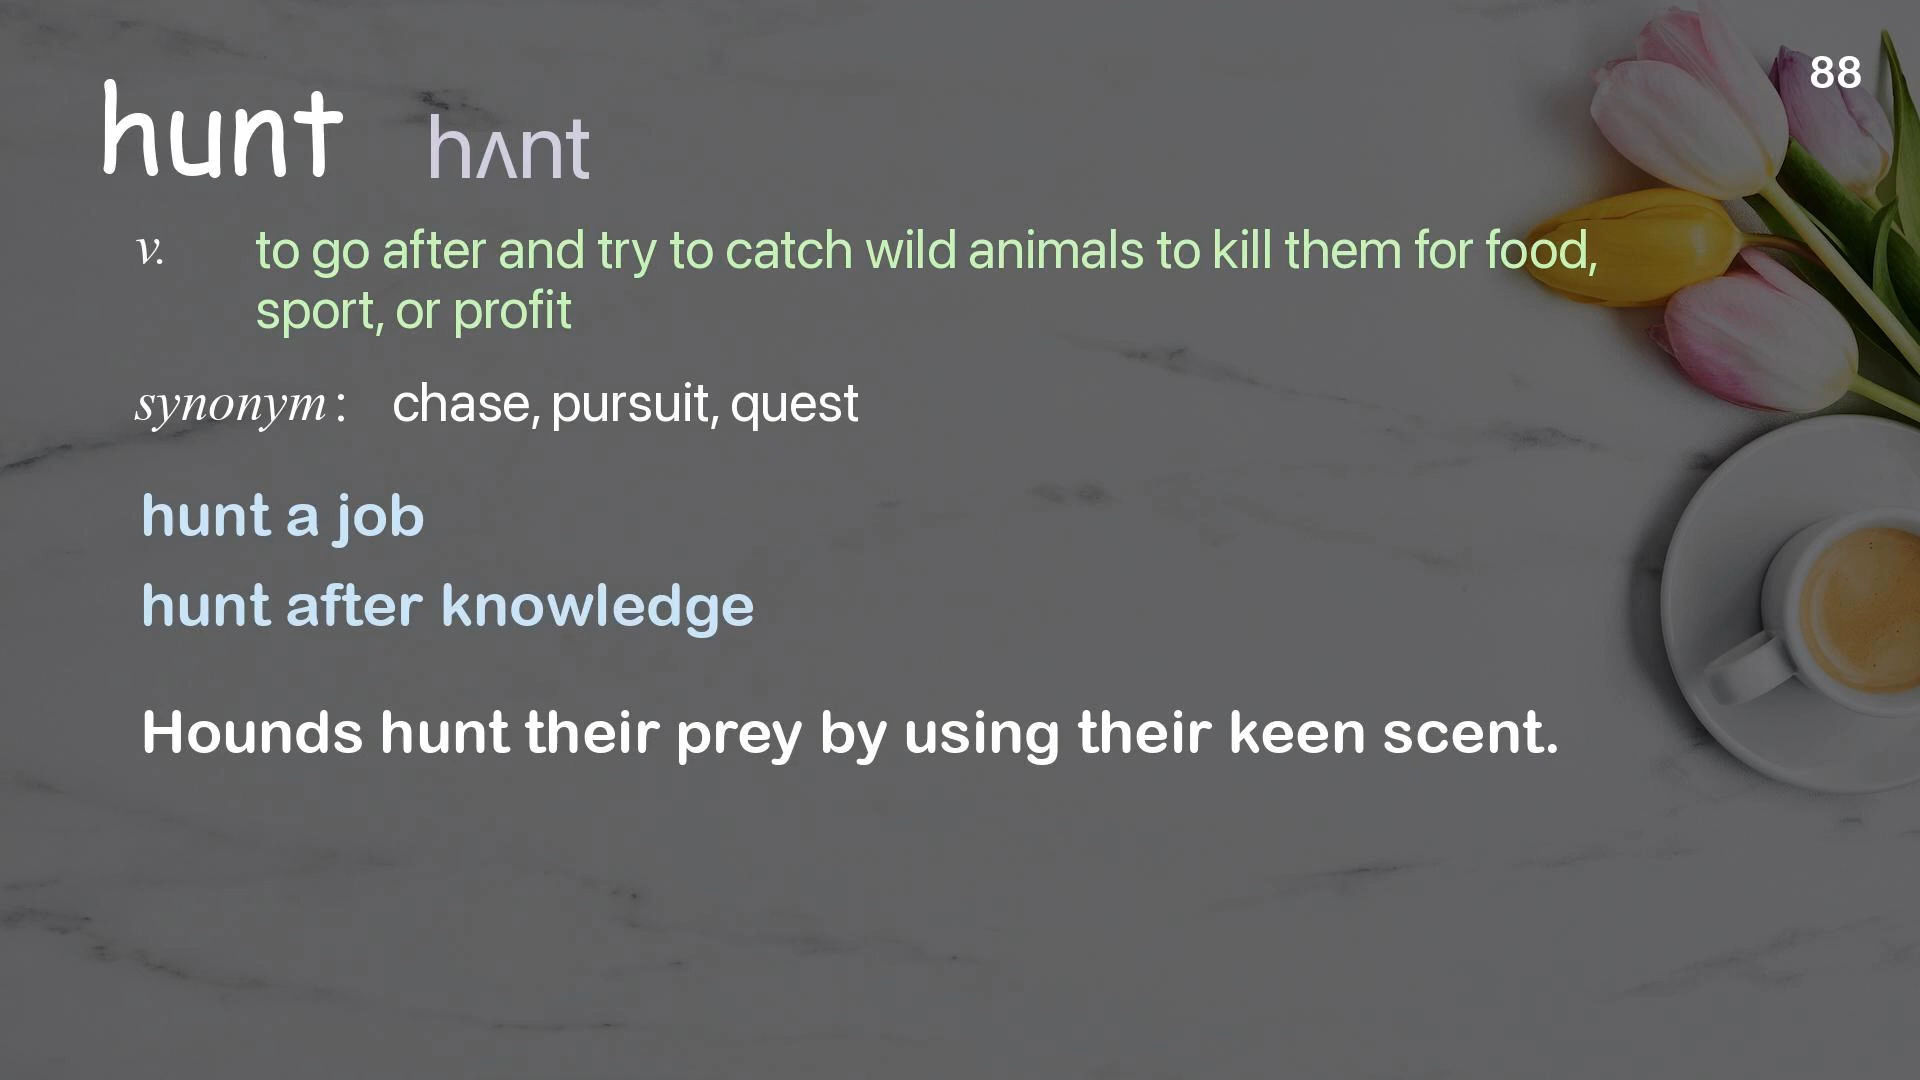 88
hunt hʌnt
v. to go after and try to catch wild animals to kill them for food,
sport, or profit
synonym : chase, pursuit, quest
hunt a job
hunt after knowledge
Hounds hunt their prey by using their keen scent.